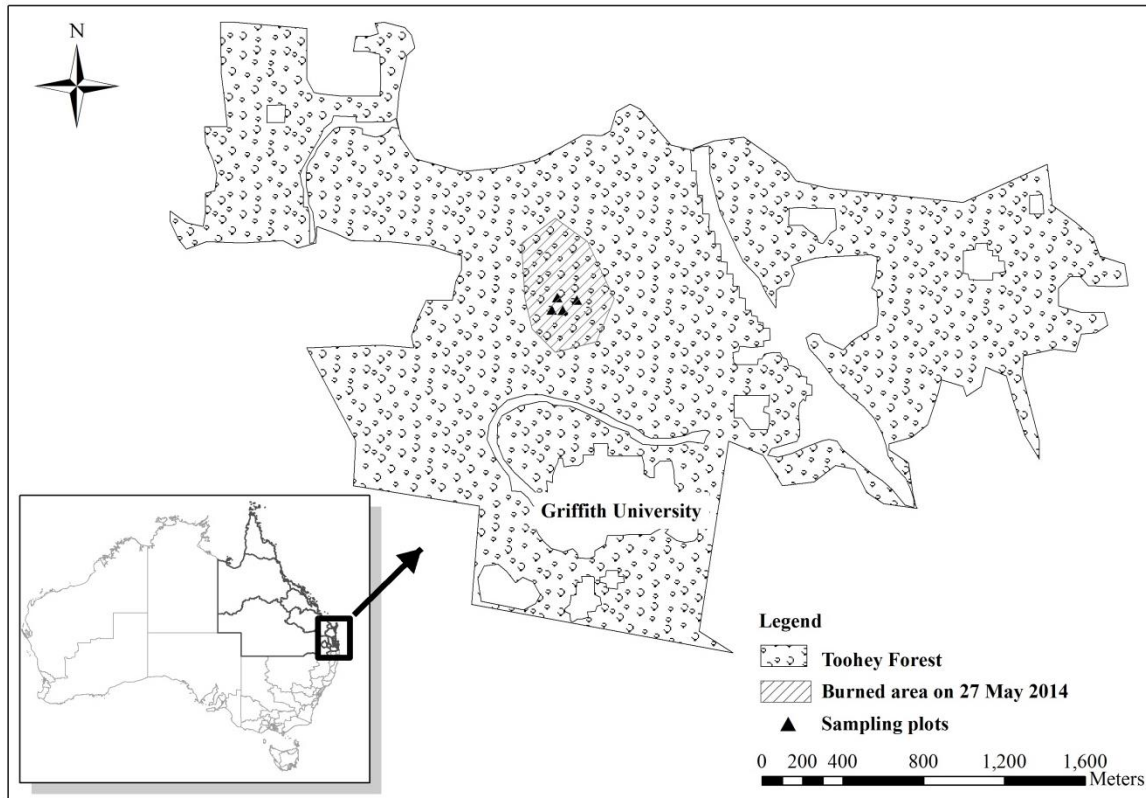 N
Griffith University
Legend
Toohey Forest
Burned area on 27 May 2014
Sampling plots
0 200 400 800 1,200 1,600
Meters